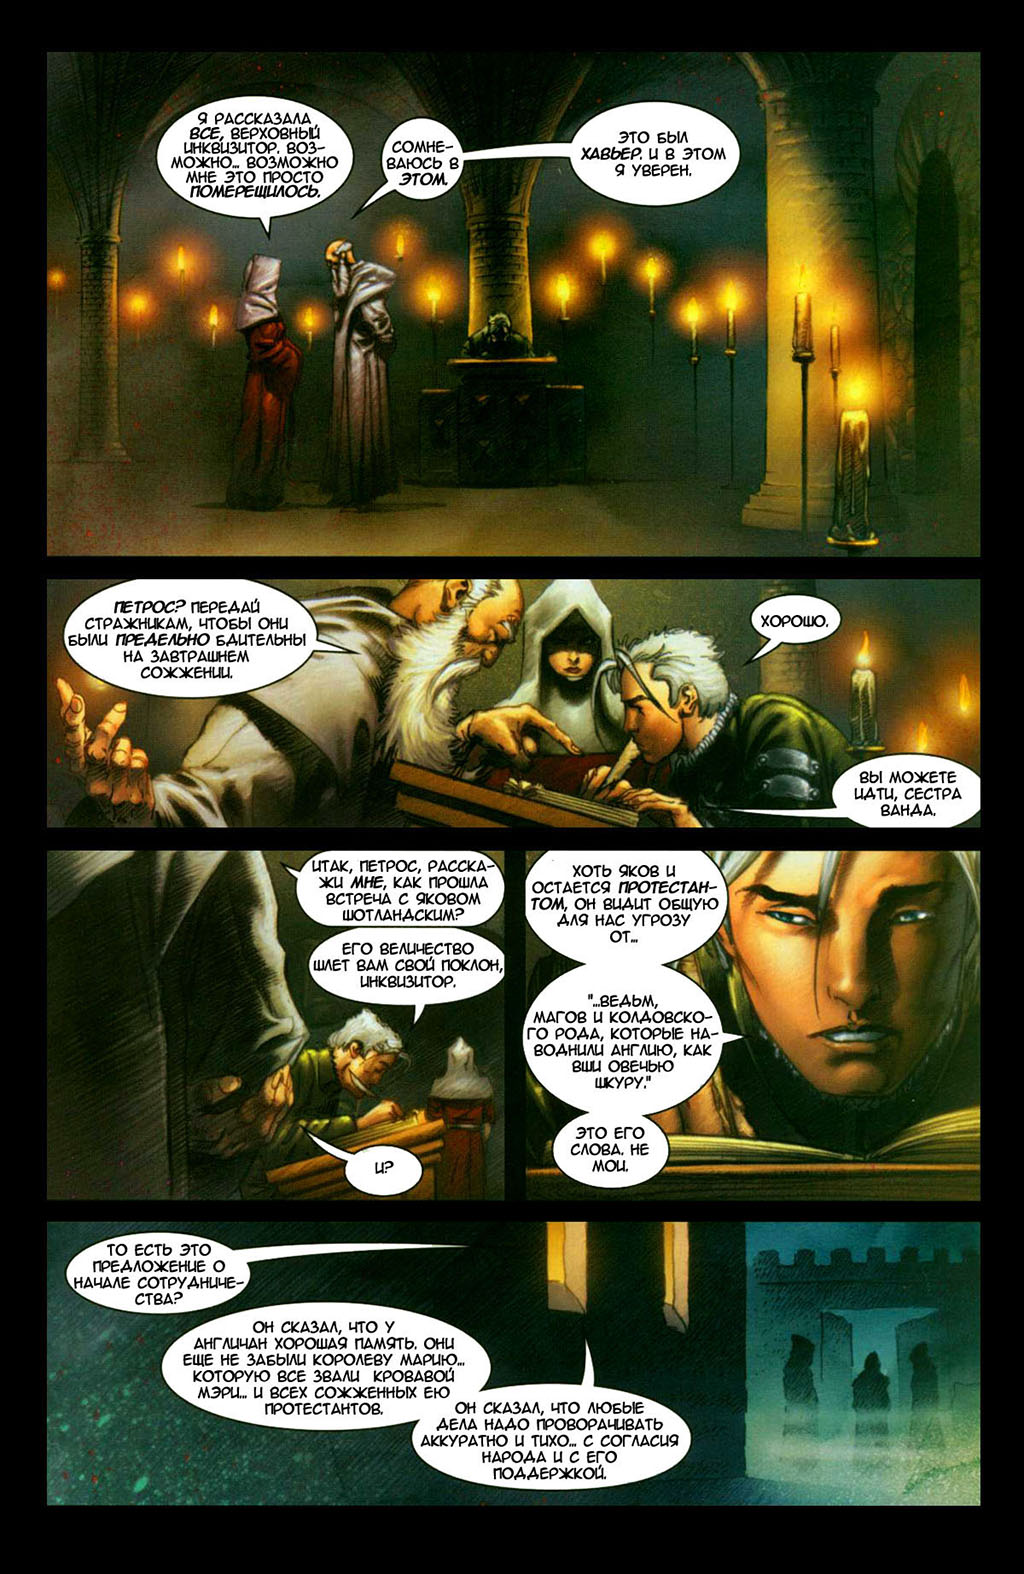 Я РАССКАЗАЛА
ВСЕ, ВЕРХОВНЫЙ
ИНКВИЗИТОР. ВОЗ-
МОЖНО... ВОЗМОЖНО
МНЕ ЭТО ПРОСТО
ПОМЕРЕЩИЛОСЬ.
СОМНЕ-
ВАЮСЬ В
ЭТОМ.
ЭТО БЫЛ
ХАВЬЕР. И В ЭТОМ
Я УВЕРЕН.
ПЕТРОС? ПЕРЕДАЙ
СТРАЖНИКАМ, ЧТОБЫ ОНИ
БЫЛИ ПРЕДЕЛЬНО БДИТЕЛЬНЫ
НА ЗАВТРАШНЕМ
СОЖЖЕНИИ.
ХОРОШО.
ВЫ МОЖЕТЕ
ИДТИ, СЕСТРА
ВАНДА.
ИТАК, ПЕТРОС, РАССКА-
ЖИ МНЕ, КАК ПРОШЛА
ВСТРЕЧА С ЯКОВОМ
ШОТЛАНДСКИМ?
ЕГО ВЕЛИЧЕСТВО
ШЛЕТ ВАМ СВОЙ ПОКЛОН,
ИНКВИЗИТОР.
И?
ХОТЬ ЯКОВ И
ОСТАЕТСЯ ПРОТЕСТАН-
ТОМ, ОН ВИДИТ ОБЩУЮ
ДЛЯ НАС УГРОЗУ
ОТ...
"...ВЕДЬМ,
МАГОВ И КОЛДОВСКО-
ГО РОДА, КОТОРЫЕ НА-
ВОДНИЛИ АНГЛИЮ, КАК
ВШИ ОВЕЧЬЮ
ШКУРУ."
ЭТО ЕГО
СЛОВА. НЕ
МОИ.
ТО ЕСТЬ ЭТО
ПРЕДЛОЖЕНИЕ О
НАЧАЛЕ СОТРУДНИЧЕ-
СТВА?
ОН СКАЗАЛ, ЧТО У
АНГЛИЧАН ХОРОШАЯ ПАМЯТЬ. ОНИ
ЕЩЕ НЕ ЗАБЫЛИ КОРОЛЕВУ МАРИЮ...
КОТОРУЮ ВСЕ ЗВАЛИ КРОВАВОЙ
МЭРИ... И ВСЕХ СОЖЖЕННЫХ ЕЮ
ПРОТЕСТАНТОВ.
ОН СКАЗАЛ, ЧТО ЛЮБЫЕ
ДЕЛА НАДО ПРОВОРАЧИВАТЬ
АККУРАТНО И ТИХО... С СОГЛАСИЯ
НАРОДА И С ЕГО
ПОДДЕРЖКОЙ.